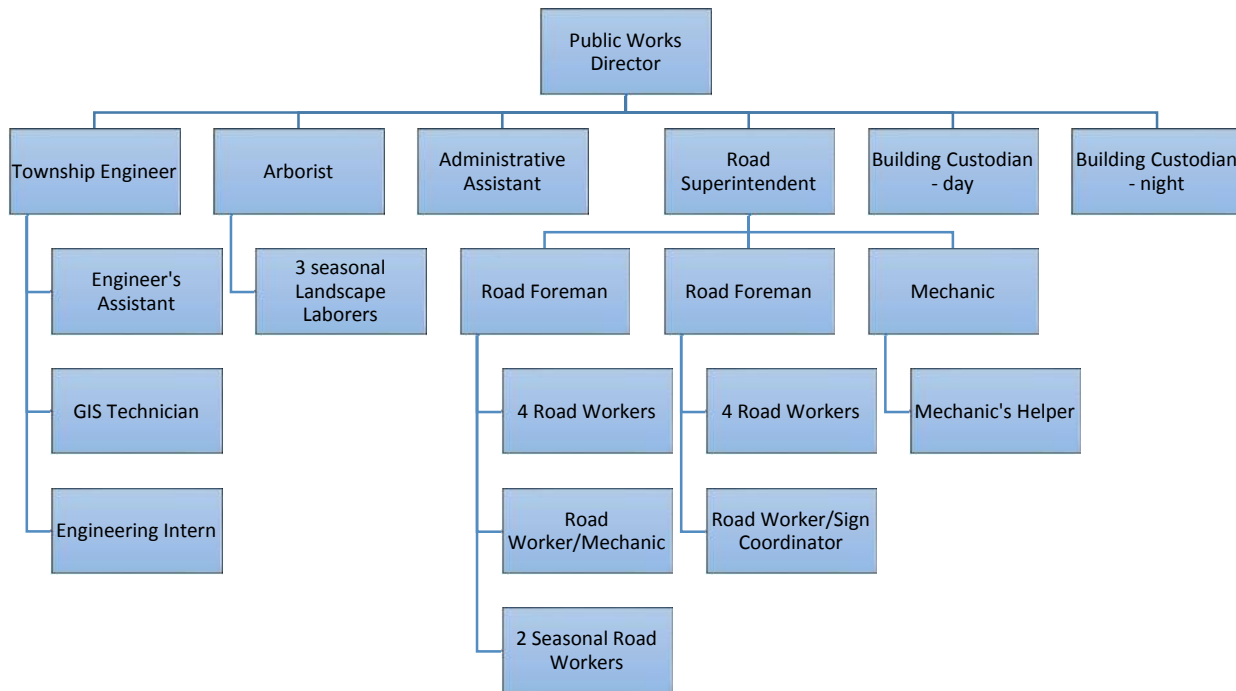 Public Works
Director
Township Engineer
Arborist
Administrative
Assistant
Road
Superintendent
Building Custodian
- day
Building Custodian
- night
Engineer's
Assistant
3 seasonal
Landscape
Laborers
Road Foreman
Road Foreman
Mechanic
GIS Technician
4 Road Workers
4 Road Workers
Mechanic's Helper
Engineering Intern
Road
Worker/Mechanic
Road Worker/Sign
Coordinator
2 Seasonal Road
Workers